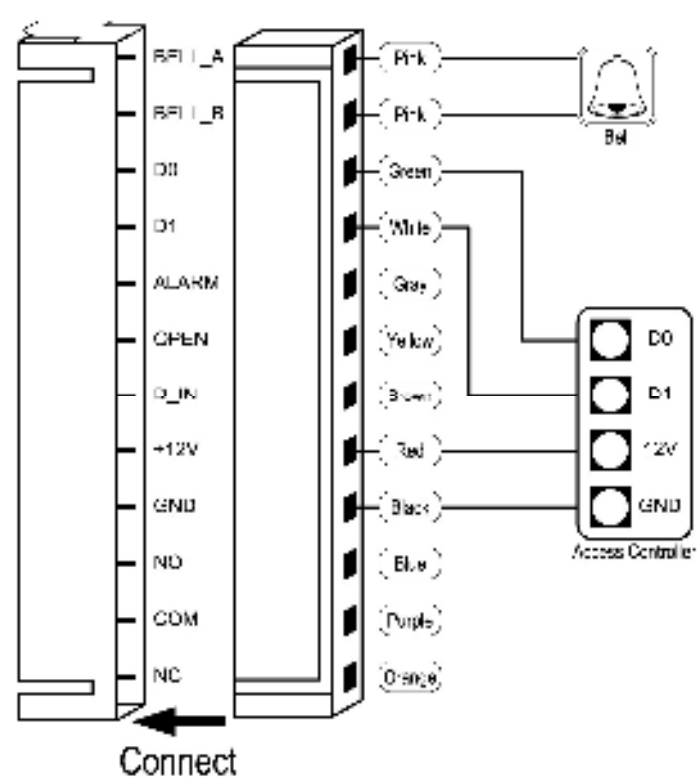 BELL_A Pink
BELL_B Pink
Bell
D0 Green
D1 White
ALARM Gray
OPEN Yellow D0
D_IN Brown D1
+12V Red 12V
GND Black GND
Access Controller
NO Blue
COM Purple
NC Orange
Connect